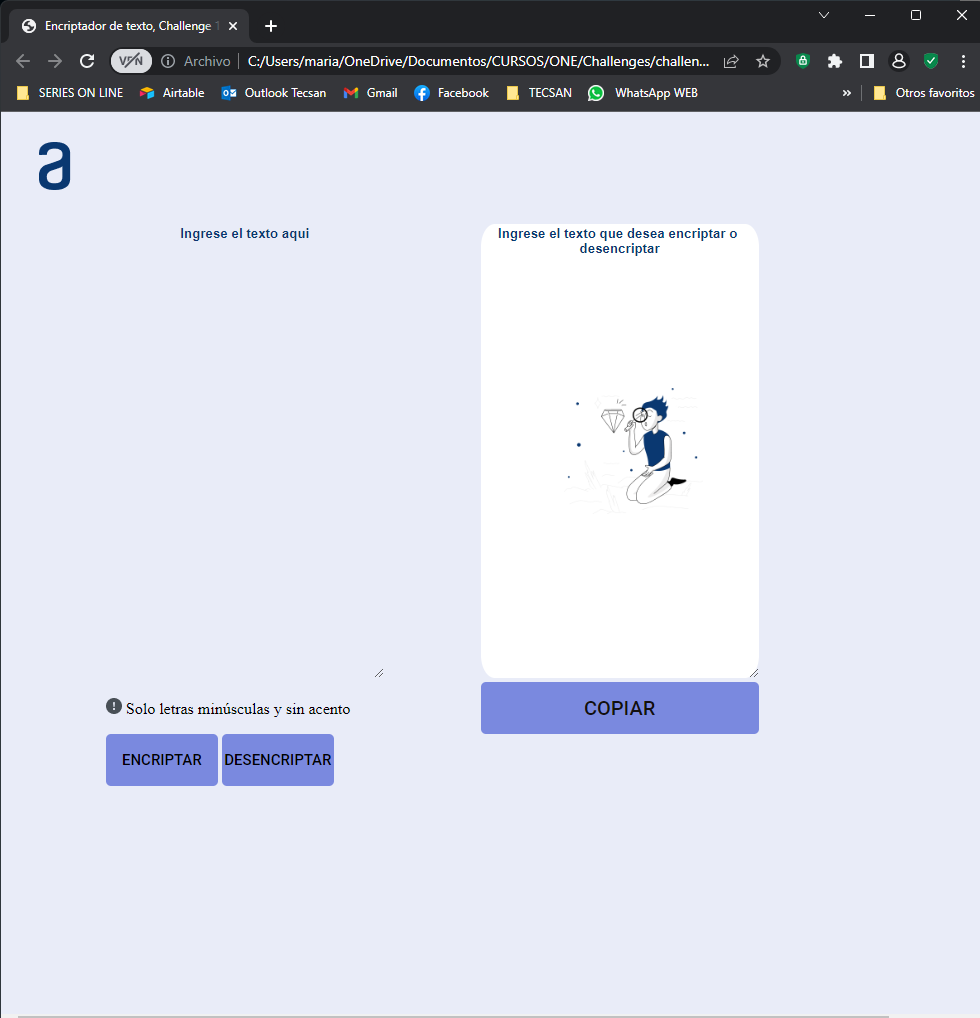 Encriptador de texto, Challenge 1
VPN
Archivo
C:/Users/maria/OneDrive/Documentos/CURSOS/ONE/Challenges/challen...
SERIES ON LINE
Airtable
Outlook Tecsan
Gmail
Facebook
TECSAN
WhatsApp WEB
»
Otros favoritos
a
Ingrese el texto aqui
Ingrese el texto que desea encriptar o
desencriptar
Solo letras minúsculas y sin acento
COPIAR
ENCRIPTAR
DESENCRIPTAR